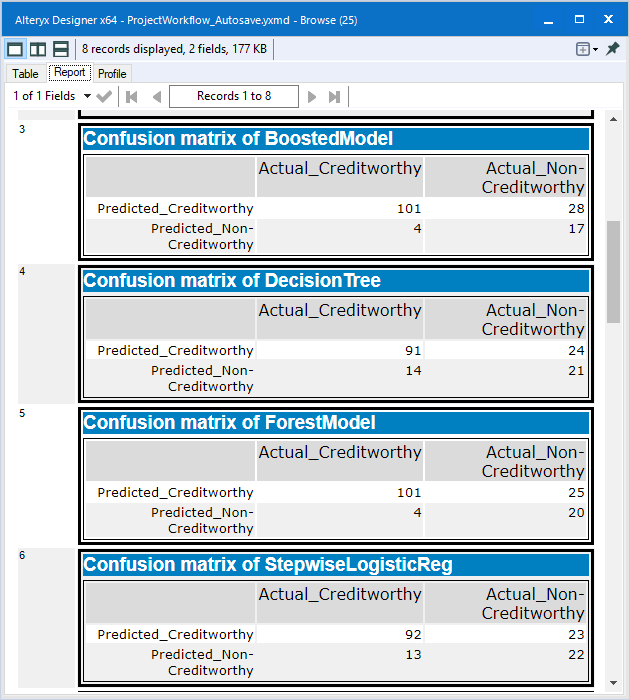 Alteryx Designer x64 - ProjectWorkflow_Autosave.yxmd - Browse (25)
8 records displayed, 2 fields, 177 KB
Table Report Profile
1 of 1 Fields Records 1 to 8
3
Confusion matrix of BoostedModel
Actual_Creditworthy Actual_Non-
Creditworthy
Predicted_Creditworthy 101 28
Predicted_Non- 4 17
Creditworthy
4
Confusion matrix of DecisionTree
Actual_Creditworthy Actual_Non-
Creditworthy
Predicted_Creditworthy 91 24
Predicted_Non- 14 21
Creditworthy
5
Confusion matrix of ForestModel
Actual_Creditworthy Actual_Non-
Creditworthy
Predicted_Creditworthy 101 25
Predicted_Non- 4 20
Creditworthy
6
Confusion matrix of StepwiseLogisticReg
Actual_Creditworthy Actual_Non-
Creditworthy
Predicted_Creditworthy 92 23
Predicted_Non- 13 22
Creditworthy